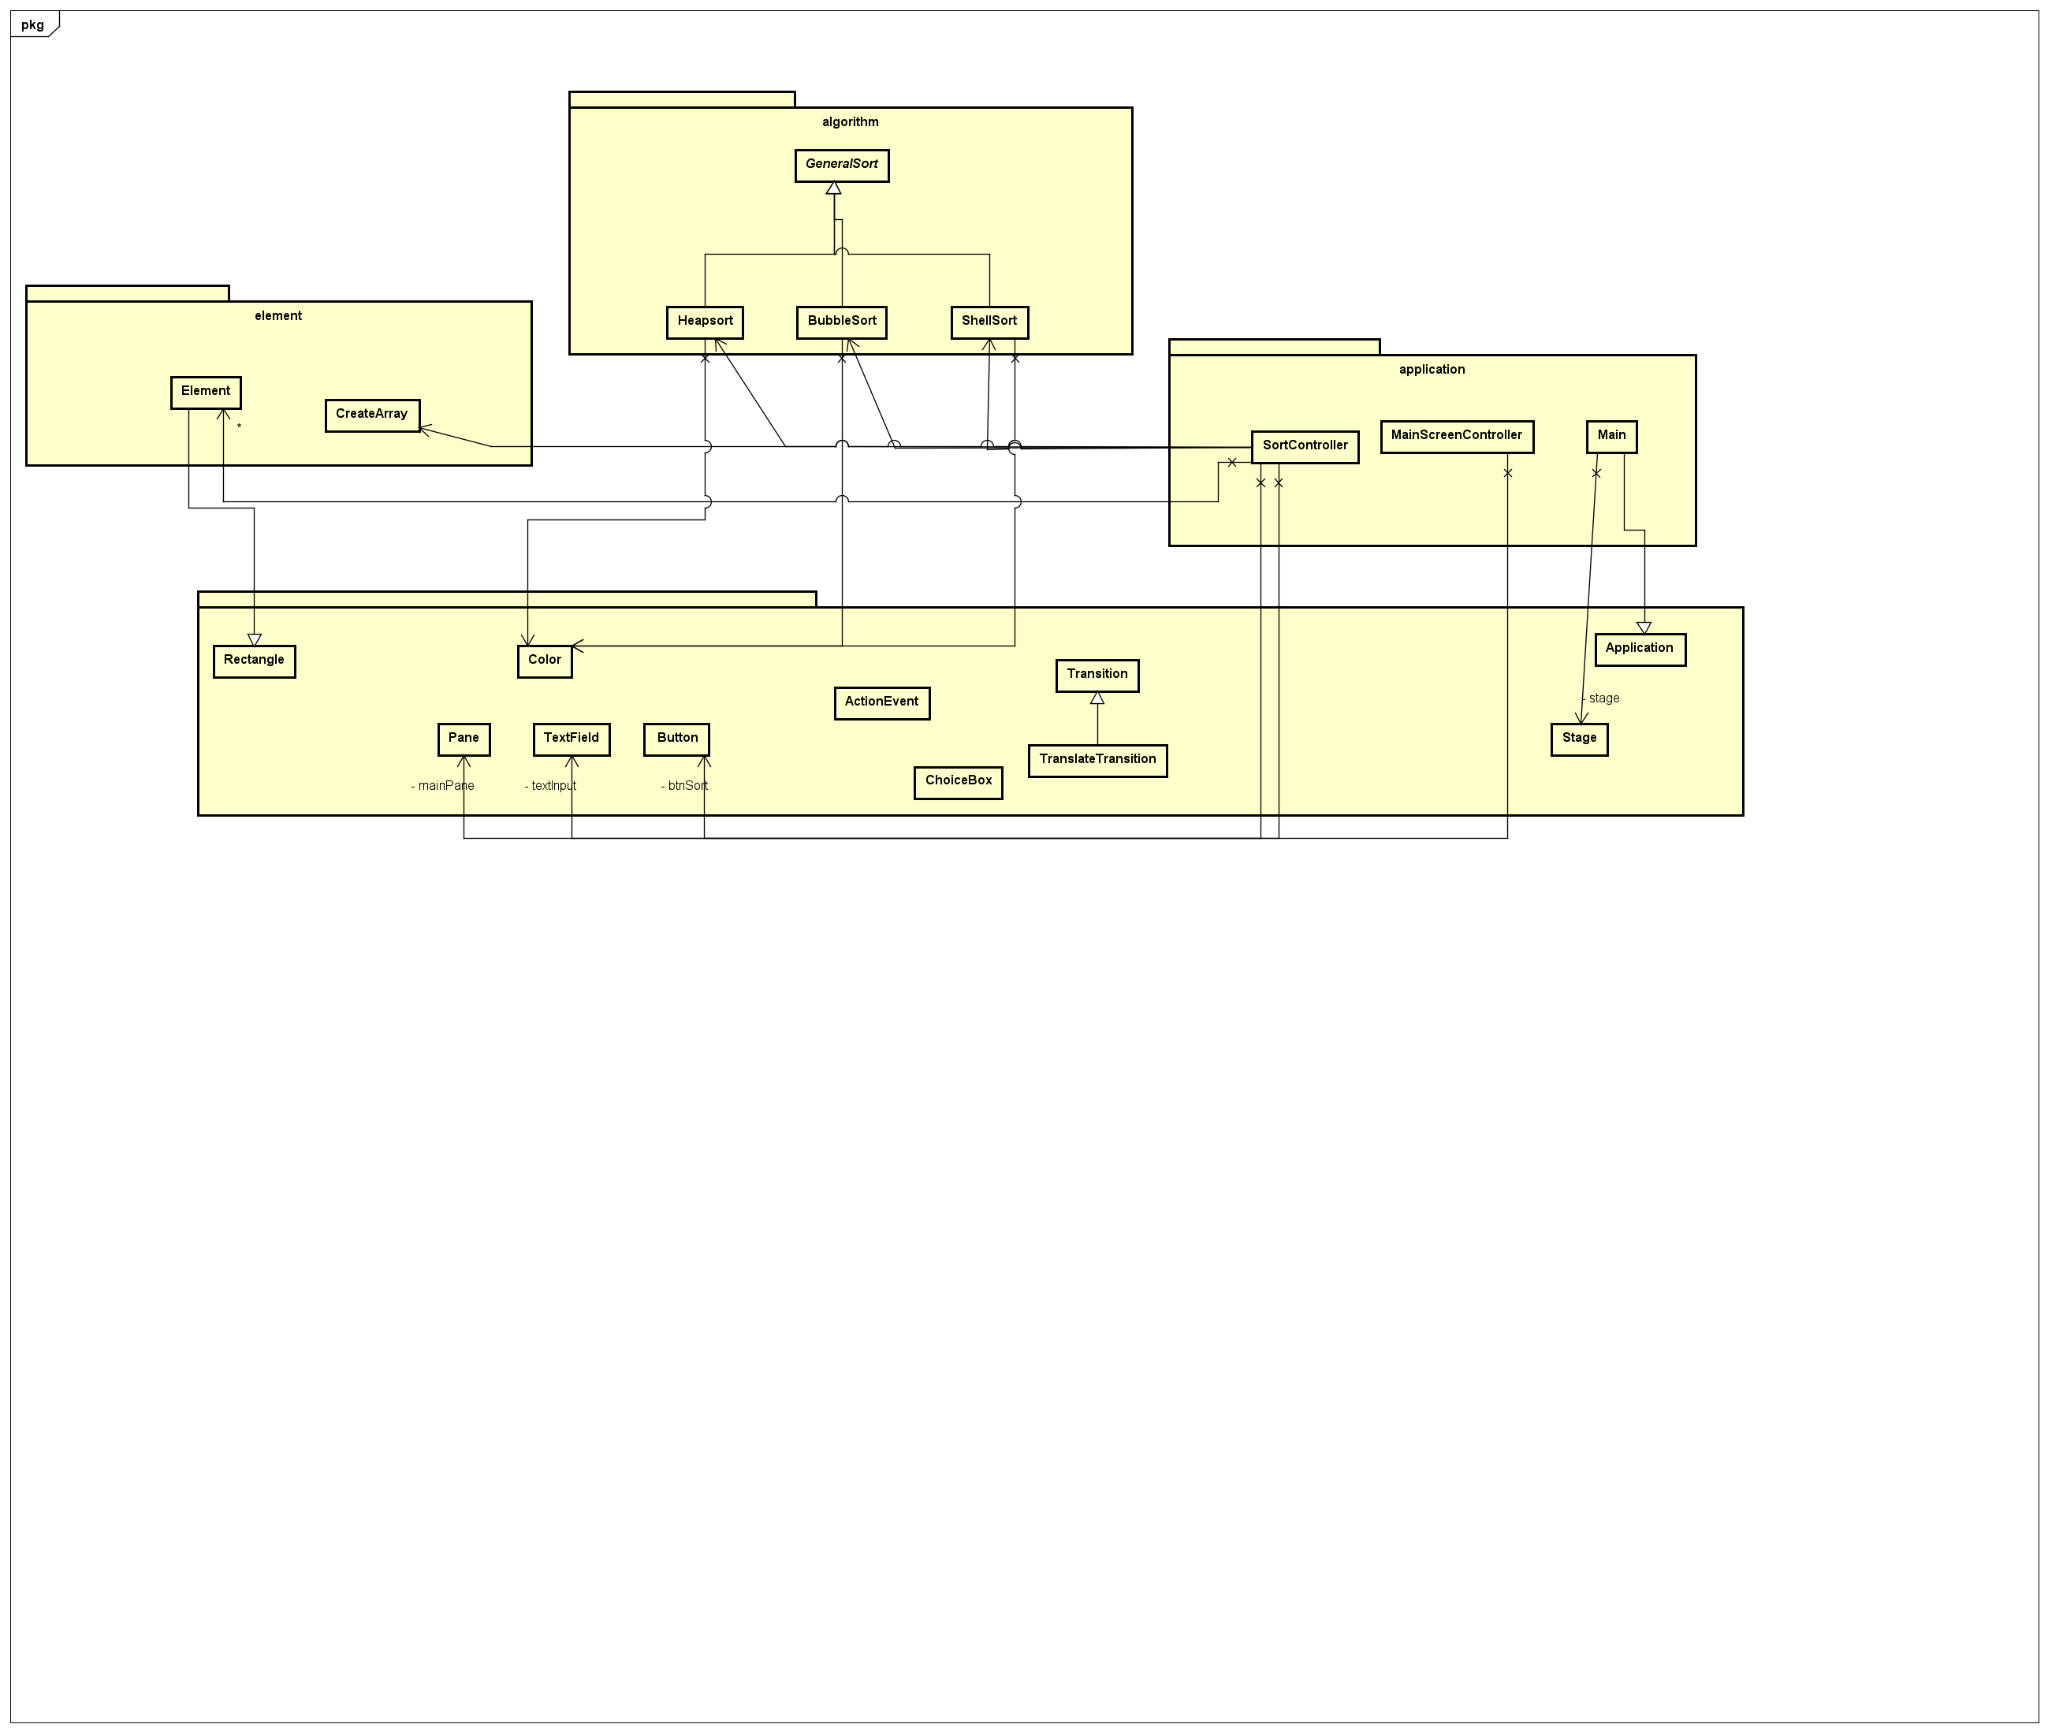 pkg
algorithm
GeneralSort
Heapsort
BubbleSort
ShellSort
element
Element
*
CreateArray
application
SortController
MainScreenController
Main
Rectangle
Color
Transition
Application
ActionEvent
- stage
Pane
TextField
Button
TranslateTransition
Stage
ChoiceBox
- mainPane
- textInput
- btnSort